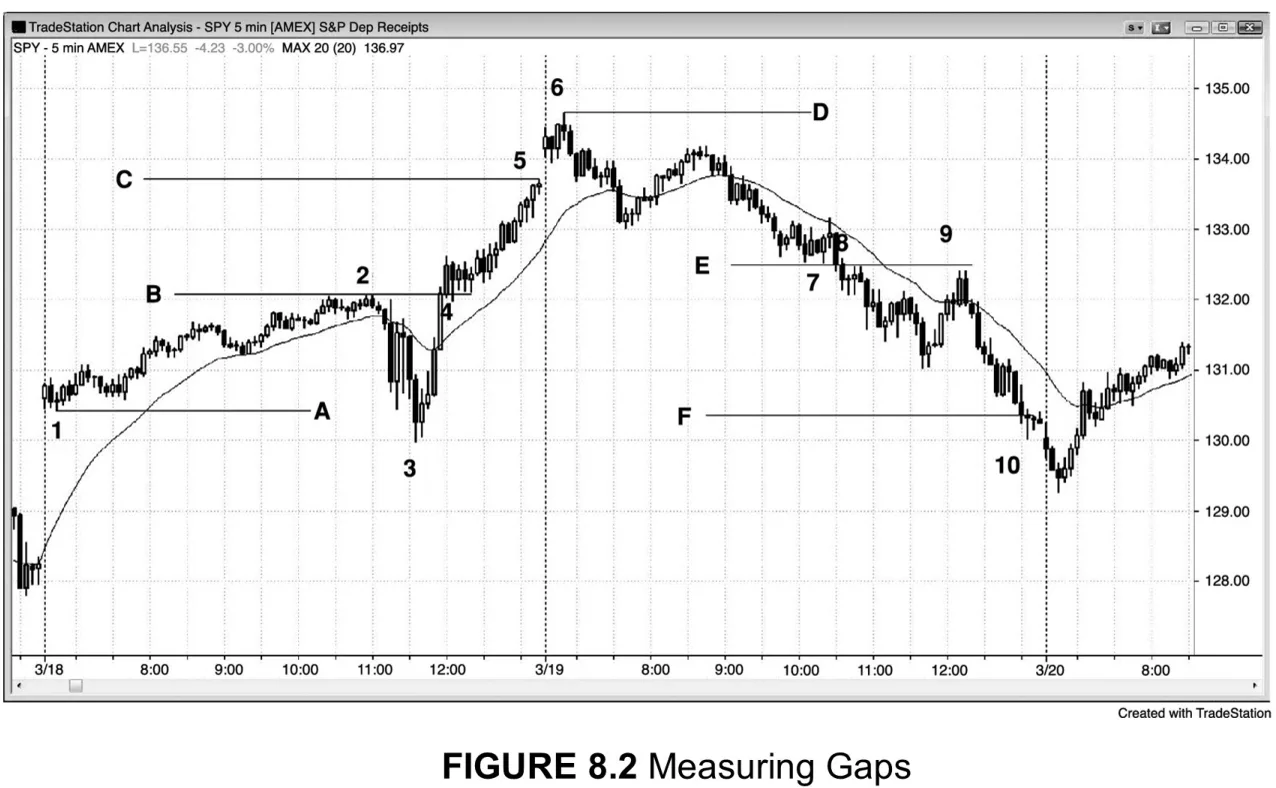 TradeStation Chart Analysis - SPY 5 min [AMEX] S&P Dep Receipts
SPY - 5 min AMEX L=136.55 -4.23 -3.00% MAX 20 (20) 136.97
135.00
134.00
133.00
132.00
131.00
130.00
129.00
128.00
6
D
5
C
9
8
E
7
2
B
4
A
1
F
3
10
3/18 8:00 9:00 10:00 11:00 12:00 3/19 8:00 9:00 10:00 11:00 12:00 3/20 8:00
Created with TradeStation
FIGURE 8.2 Measuring Gaps